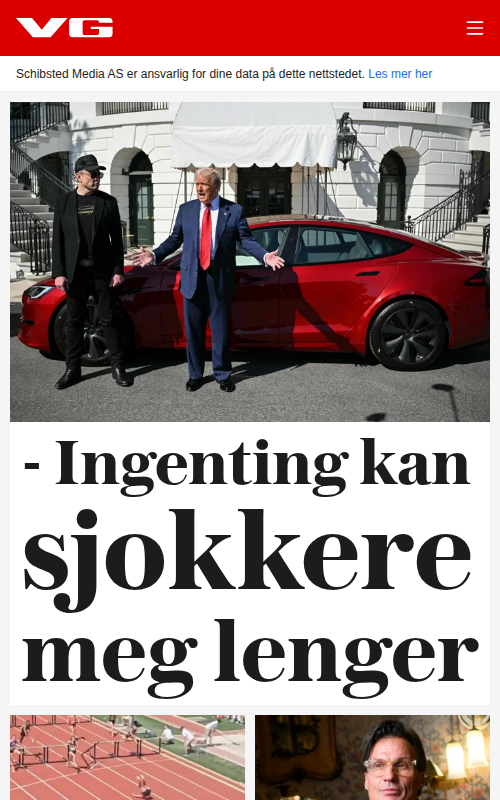 VG
Schibsted Media AS er ansvarlig for dine data på dette nettstedet. Les mer her
- Ingenting kan
sjokkere
meg lenger